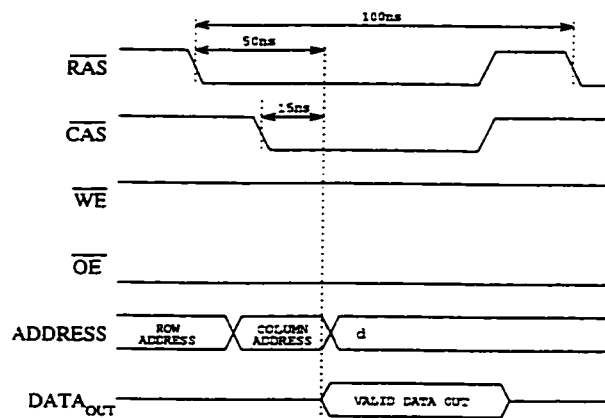 100ns
50ns
RAS
15ns
CAS
WE
OE
ADDRESS
ROW
ADDRESS
COLUMN
ADDRESS
d
DATA OUT
VALID DATA OUT